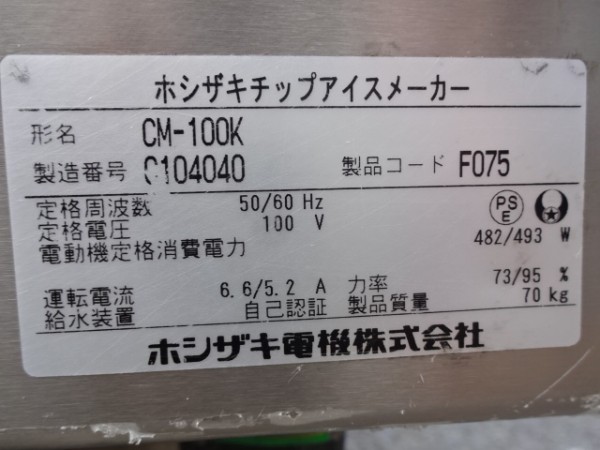 ホシザキチップアイスメーカー
形名 CM-100K
製造番号 C104040 製品コード F075
定格周波数 50/60 Hz
定格電圧 100 V
PS E
電動機定格消費電力 482/493 W
運転電流 6.6/5.2 A 力率 73/95 %
給水装置 自己認証 製品質量 70 kg
ホシザキ電機株式会社